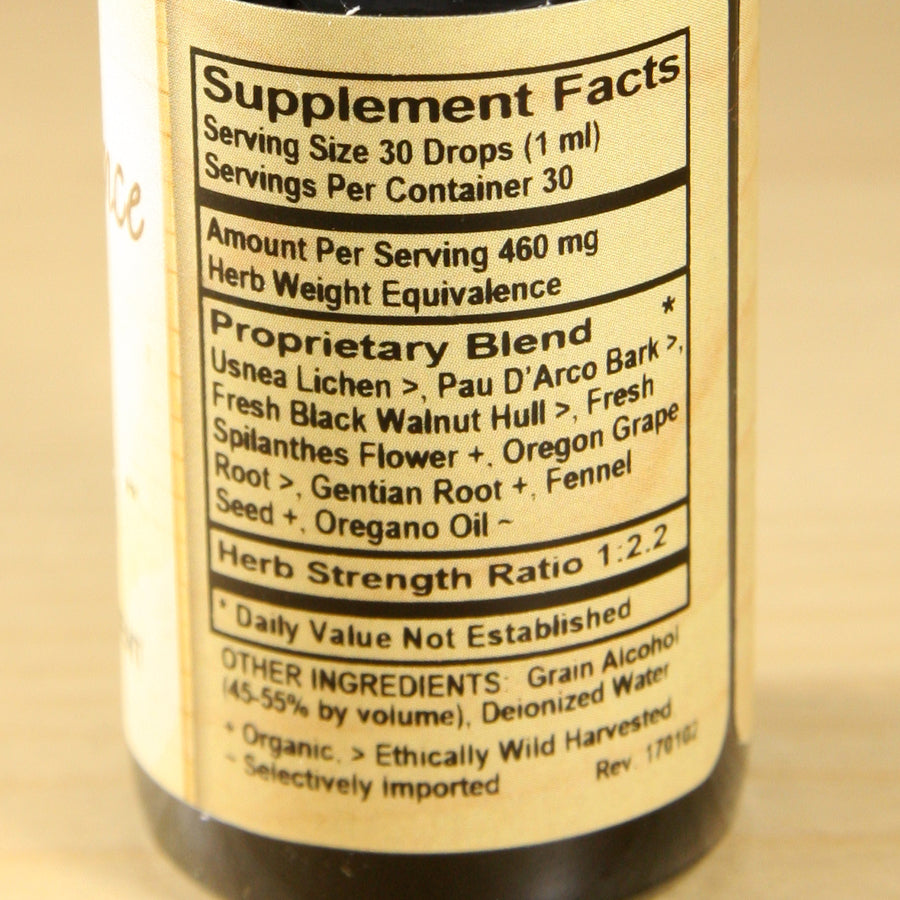 Supplement Facts
Serving Size 30 Drops (1 ml)
Servings Per Container 30
Amount Per Serving 460 mg
Herb Weight Equivalence
Proprietary Blend *
Usnea Lichen >, Pau D'Arco Bark >,
Fresh Black Walnut Hull >, Fresh
Spilanthes Flower +, Oregon Grape
Root >, Gentian Root +, Fennel
Seed +, Oregano Oil ~
Herb Strength Ratio 1:2.2
* Daily Value Not Established
OTHER INGREDIENTS: Grain Alcohol
(45-55% by volume), Deionized Water
+ Organic, > Ethically Wild Harvested
~ Selectively Imported Rev.